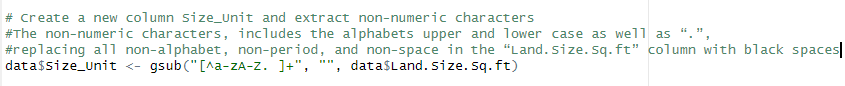 # Create a new column Size_Unit and extract non-numeric characters
#The non-numeric characters, includes the alphabets upper and lower case as well as “.”,
#replacing all non-alphabet, non-period, and non-space in the “Land.Size.Sq.ft” column with black spaces
data$Size_Unit <- gsub("[^a-zA-Z. ]+", "", data$Land.Size.Sq.ft)